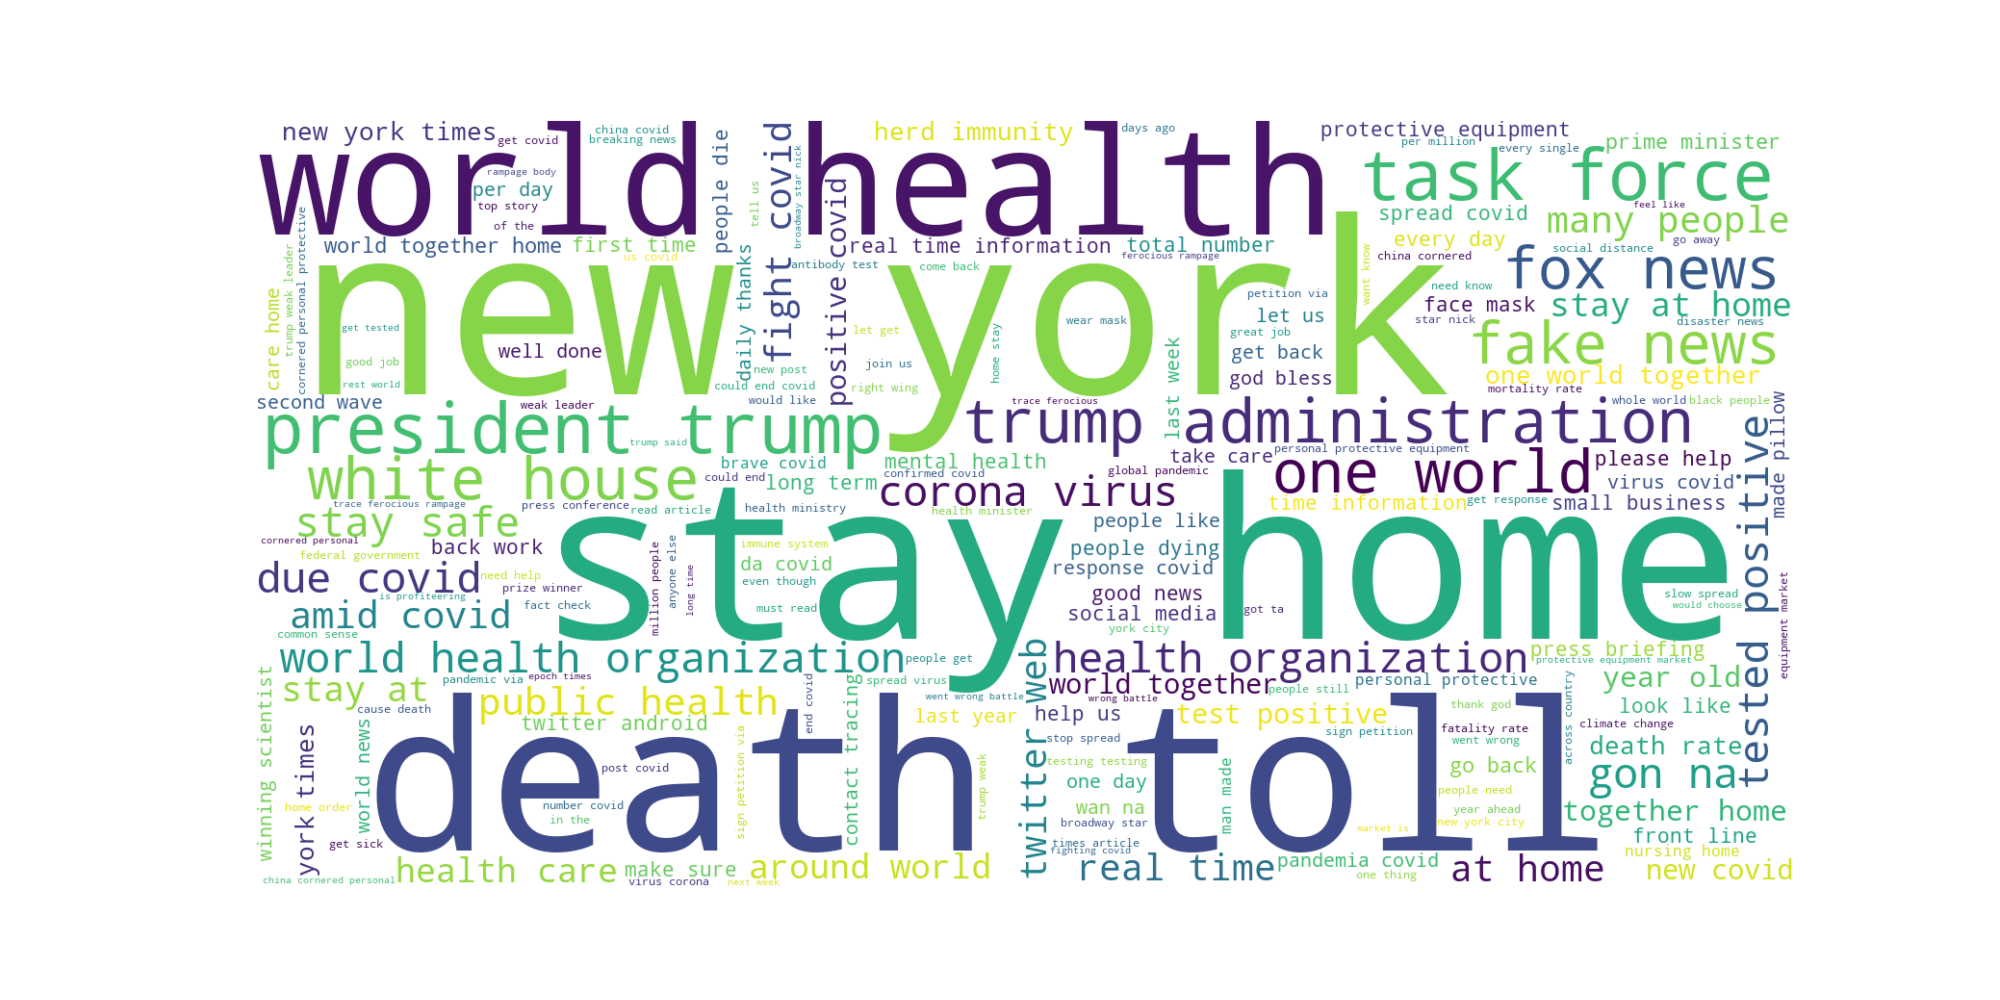 new york times
get covid
china covid
breaking news
people die
broadway star nick
fight covid
herd immunity
days ago
protective equipment
per million
every single
prime minister
world health
task force
rampage body
per day
top story
of the
tell us
positive covid
spread covid
feel like
many people
world together home
first time
us covid
real time information
total number
ferocious rampage
every day
china cornered
social distance
go away
fox news
care home
trump weak leader
cornered personal protective
new york
daily thanks
antibody test
come back
want know
need know
petition via
face mask
stay at home
get tested
let get
wear mask
let us
star nick
disaster news
good job
well done
home stay
great job
get back
fake news
rest world
new post
join us
could end covid
right wing
god bless
one world together
mortality rate
last week
second wave
weak leader
would like
trace ferocious
whole world
black people
made pillow
president trump
trump said
trump administration
tested positive
white house
brave covid
mental health
take care
personal protective equipment
could end
long term
confirmed covid
global pandemic
one world
please help
virus covid
corona virus
trace ferocious rampage
press conference
read article
health ministry
health minister
time information
get response
small business
stay safe
people like
stay home
cornered personal
federal government
back work
anyone else
immune system
people dying
due covid
need help
million people
long time
da covid
response covid
is profiteering
prize winner
even though
good news
equipment market
slow spread
would choose
amid covid
fact check
must read
social media
got ta
common sense
york city
world health organization
people get
health organization
press briefing
protective equipment market
winning scientist
stay at
pandemic via
epoch times
spread virus
twitter web
world together
people still
personal protective
year old
public health
went wrong battle
wrong battle
across country
cause death
end covid
last year
help us
test positive
thank god
look like
twitter android
contact tracing
sign petition
fatality rate
climate change
york times
world news
death toll
sign petition via
stop spread
went wrong
death rate
post covid
trump weak
testing testing
man made
go back
gon na
one day
people need
home order
number covid
wan na
year ahead
together home
in the
broadway star
new york city
market is
front line
get sick
times article
fighting covid
nursing home
china cornered personal
health care
make sure
virus corona
next week
around world
real time
pandemia covid
one thing
at home
new covid